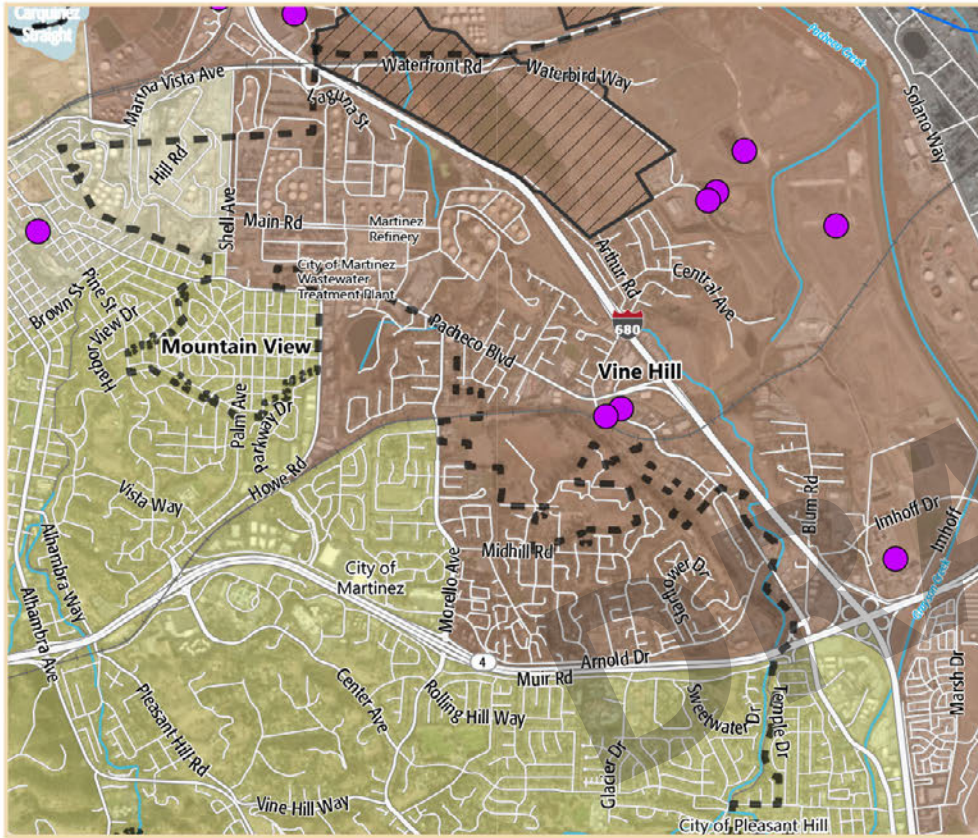 Carquinez
Straight
Marina Vista Ave
Waterfront Rd
Waterbird Way
Pacheco Creek
Solano Way
Laguna St
Hill Rd
Shell Ave
Main Rd
Martinez
Refinery
City of Martinez
Wastewater
Treatment Plant
Arthur Rd
Central Ave
Brown St
Pine St
Harbor View Dr
Mountain View
Pacheco Blvd
680
Vine Hill
Palm Ave
Parkway Dr
Howe Rd
Vista Way
Alhambra Way
Alhambra Ave
City of
Martinez
Morello Ave
Midhill Rd
Starflower Dr
Blum Rd
Imhoff Dr
Imhoff
4
Arnold Dr
Muir Rd
Pleasant Hill Rd
Center Ave
Rolling Hill Way
Sweetwater Dr
Temple Dr
Glacier Dr
Marsh Dr
Vine Hill Way
City of Pleasant Hill